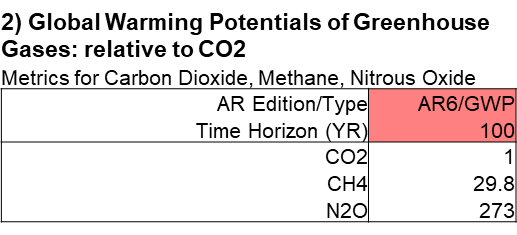 2) Global Warming Potentials of Greenhouse
Gases: relative to CO2
Metrics for Carbon Dioxide, Methane, Nitrous Oxide
AR Edition/Type AR6/GWP
Time Horizon (YR) 100
CO2 1
CH4 29.8
N2O 273